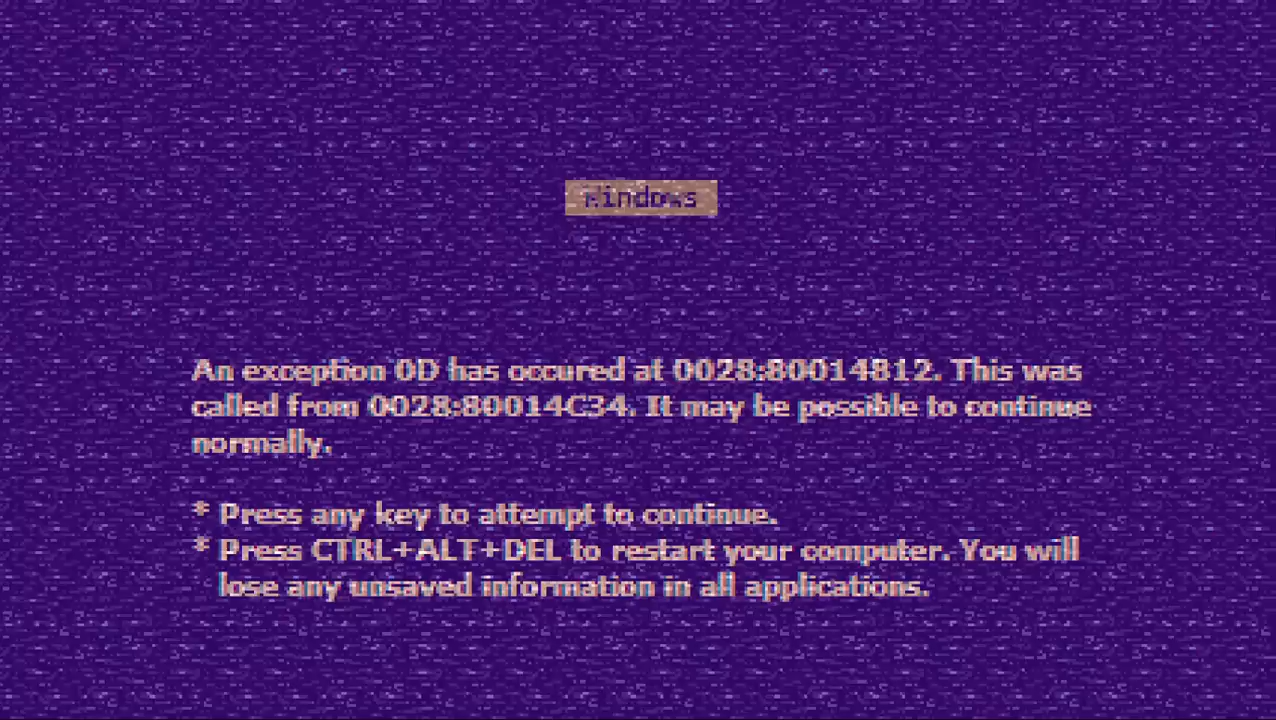 Windows
An exception 0D has occured at 0028:80014812. This was
called from 0028:80014C34. It may be possible to continue
normally.
* Press any key to attempt to continue.
* Press CTRL+ALT+DEL to restart your computer. You will
lose any unsaved information in all applications.